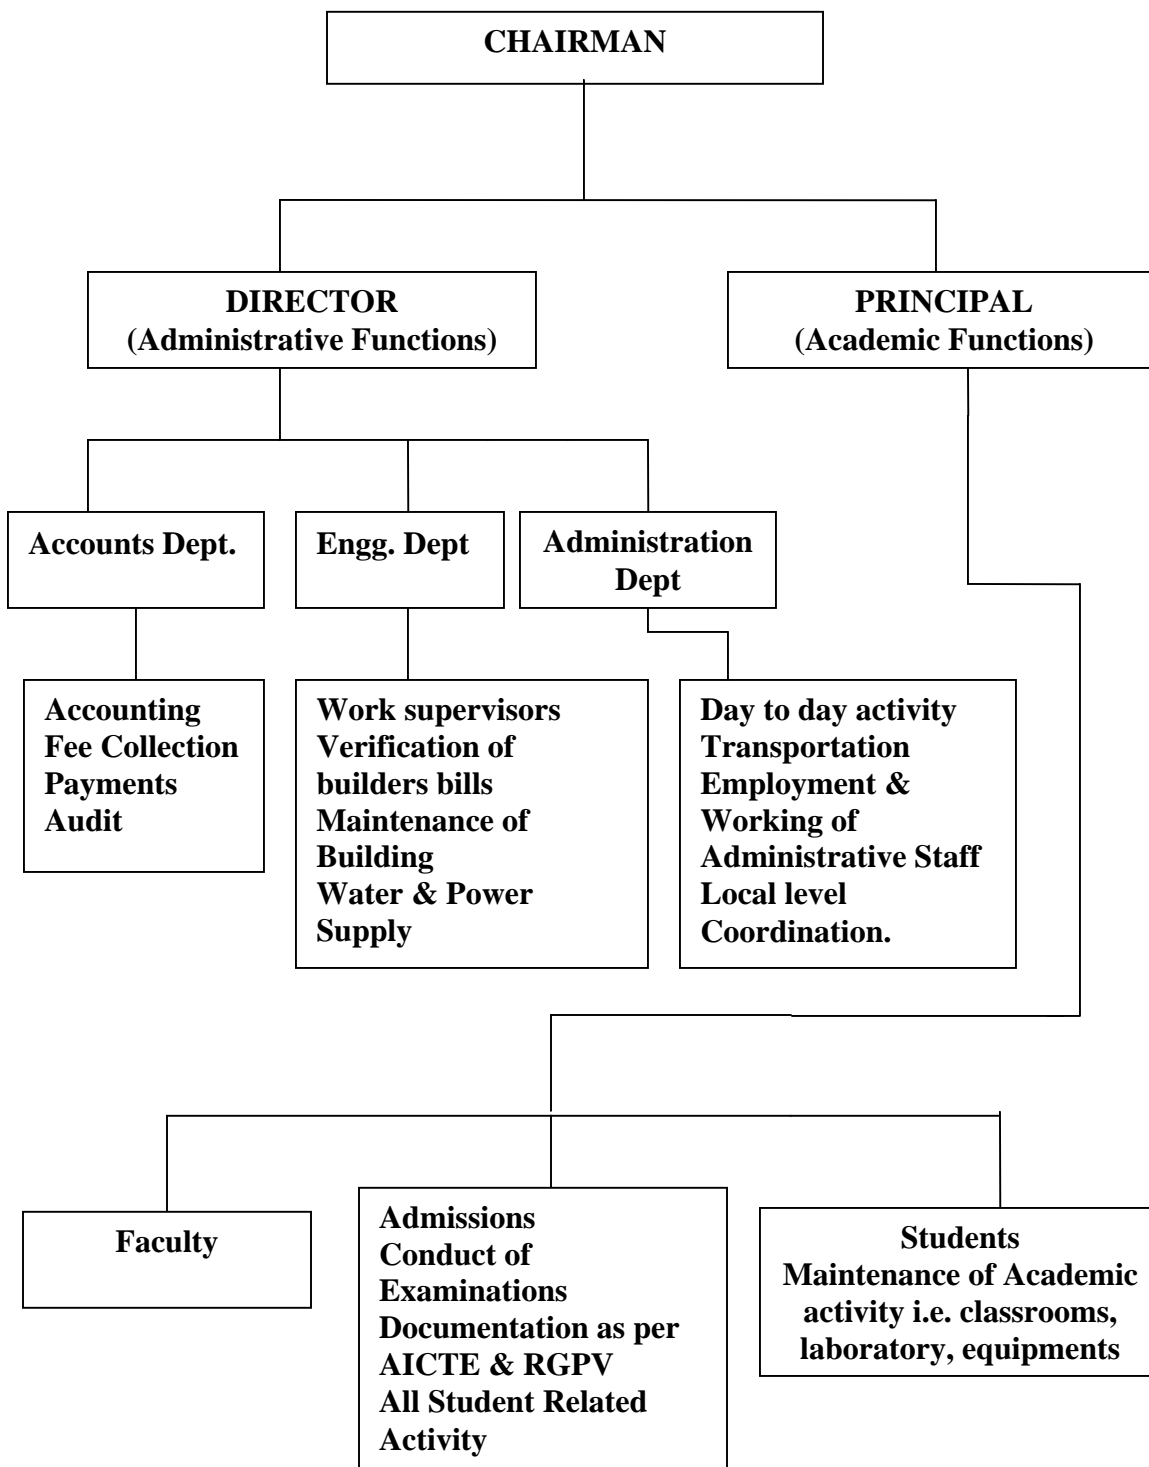 CHAIRMAN
DIRECTOR
(Administrative Functions)
PRINCIPAL
(Academic Functions)
Accounts Dept.
Engg. Dept
Administration
Dept
Accounting
Fee Collection
Payments
Audit
Work supervisors
Verification of
builders bills
Maintenance of
Building
Water & Power
Supply
Day to day activity
Transportation
Employment &
Working of
Administrative Staff
Local level
Coordination.
Faculty
Admissions
Conduct of
Examinations
Documentation as per
AICTE & RGPV
All Student Related
Activity
Students
Maintenance of Academic
activity i.e. classrooms,
laboratory, equipments